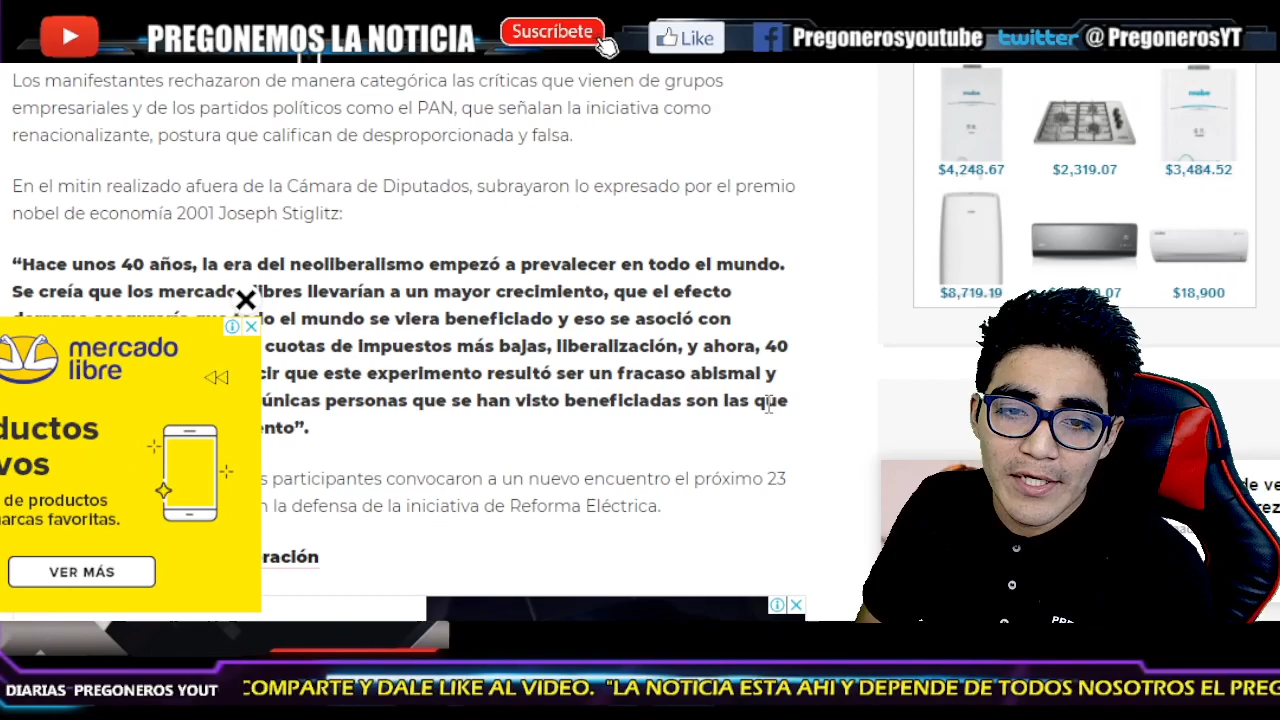 PREGONEMOS LA NOTICIA
Suscríbete
Like
Pregonerosyoutube
twitter @PregonerosYT
Los manifestantes rechazaron de manera categórica las críticas que vienen de grupos
empresariales y de los partidos políticos como el PAN, que señalan la iniciativa como
renacionalizante, postura que califican de desproporcionada y falsa.
En el mitin realizado afuera de la Cámara de Diputados, subrayaron lo expresado por el premio
nobel de economía 2001 Joseph Stiglitz:
“Hace unos 40 años, la era del neoliberalismo empezó a prevalecer en todo el mundo.
Se creía que los mercado libres llevarían a un mayor crecimiento, que el efecto
el mundo se viera beneficiado y eso se asoció con
cuotas de impuestos más bajas, liberalización, y ahora, 40
cir que este experimento resultó ser un fracaso abismal y
únicas personas que se han visto beneficiadas son las que
ento”.
s participantes convocaron a un nuevo encuentro el próximo 23
n la defensa de la iniciativa de Reforma Eléctrica.
ración
mercado
libre
ductos
vos
de productos
arcas favoritas.
VER MÁS
mabe
mabe
$4,248.67
$2,319.07
$3,484.52
$8,719.19
07
$18,900
de ve
rez
DIARIAS PREGONEROS YOUT
COMPARTE Y DALE LIKE AL VIDEO. "LA NOTICIA ESTA AHI Y DEPENDE DE TODOS NOSOTROS EL PREG